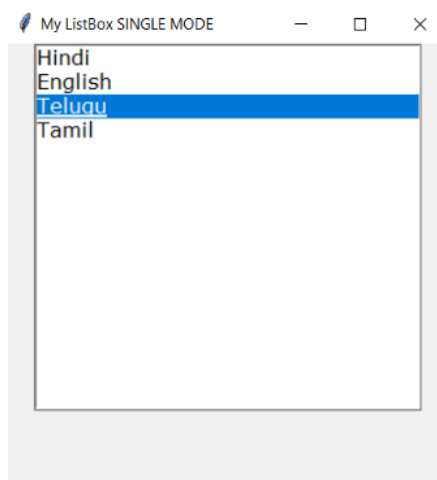 My ListBox SINGLE MODE
Hindi
English
Telugu
Tamil